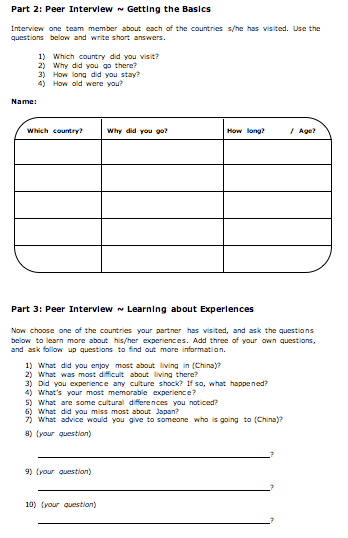 Part 2: Peer Interview ~ Getting the Basics
Interview one team member about each of the countries s/he has visited. Use the
questions below and write short answers.
1) Which country did you visit?
2) Why did you go there?
3) How long did you stay?
4) How old were you?
Name:
Which country? Why did you go? How long? / Age?
Part 3: Peer Interview ~ Learning about Experiences
Now choose one of the countries your partner has visited, and ask the questions
below to learn more about his/her experiences. Add three of your own questions,
and ask follow up questions to find out more information.
1) What did you enjoy most about living in (China)?
2) What was most difficult about living there?
3) Did you experience any culture shock? If so, what happened?
4) What's your most memorable experience?
5) What are some cultural differences you noticed?
6) What did you miss most about Japan?
7) What advice would you give to someone who is going to (China)?
8) (your question)
?
9) (your question)
?
10) (your question)
?